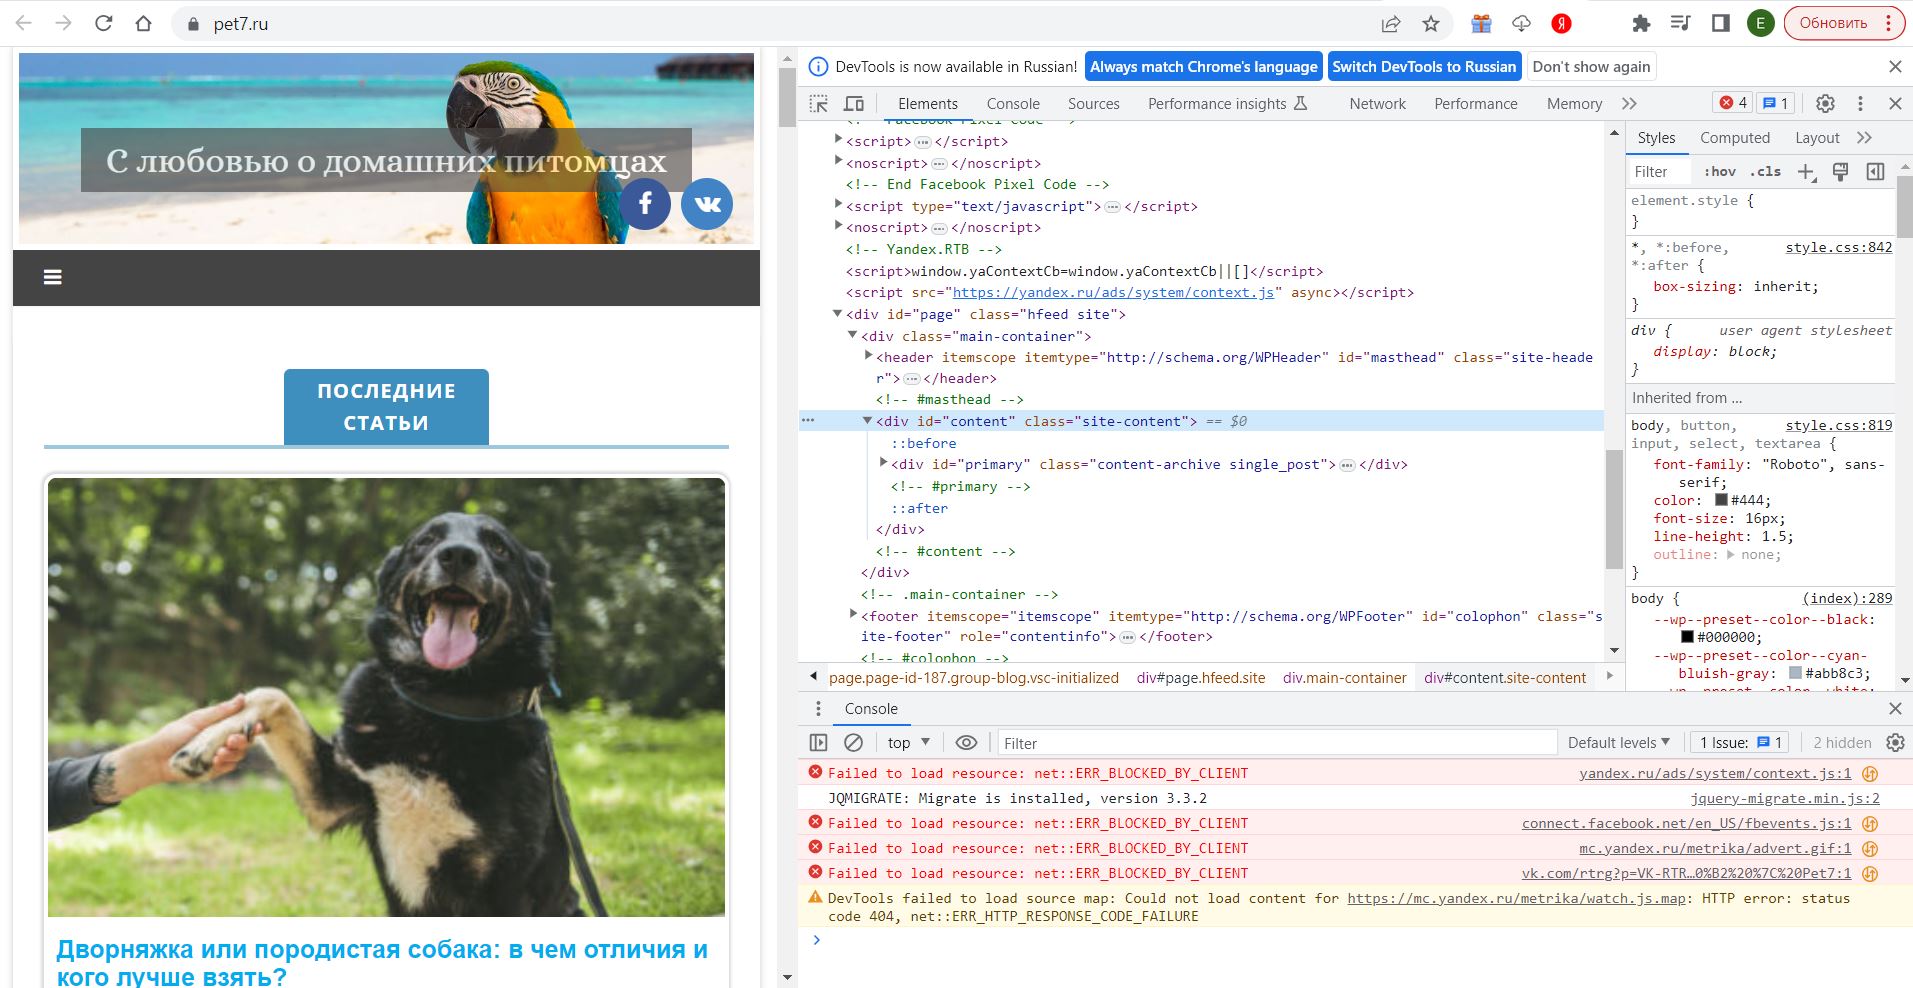 pet7.ru
E
Обновить
С любовью о домашних питомцах
ПОСЛЕДНИЕ
СТАТЬИ
Дворняжка или породистая собака: в чем отличия и
кого лучше взять?
DevTools is now available in Russian!
Always match Chrome's language
Switch DevTools to Russian
Don't show again
Elements
Console
Sources
Performance insights
Network
Performance
Memory
4
1
<!-- Facebook Pixel Code -->
<script>…</script>
<noscript>…</noscript>
<!-- End Facebook Pixel Code -->
<script type="text/javascript">…</script>
<noscript>…</noscript>
<!-- Yandex.RTB -->
<script>window.yaContextCb=window.yaContextCb||[]</script>
<script src="https://yandex.ru/ads/system/context.js" async></script>
<div id="page" class="hfeed site">
<div class="main-container">
<header itemscope itemtype="http://schema.org/WPHeader" id="masthead" class="site-heade
r">…</header>
<!-- #masthead -->
<div id="content" class="site-content"> == $0
::before
<div id="primary" class="content-archive single_post">…</div>
<!-- #primary -->
::after
</div>
<!-- #content -->
</div>
<!-- .main-container -->
<footer itemscope="itemscope" itemtype="http://schema.org/WPFooter" id="colophon" class="s
ite-footer" role="contentinfo">…</footer>
<!-- #colophon -->
page.page-id-187.group-blog.vsc-initialized
div#page.hfeed.site
div.main-container
div#content.site-content
Styles
Computed
Layout
Filter
:hov
.cls
element.style {
}
*, *:before, style.css:842
*:after {
box-sizing: inherit;
}
div { user agent stylesheet
display: block;
}
Inherited from ...
body, button, style.css:819
input, select, textarea {
font-family: "Roboto", sans-
serif;
color: #444;
font-size: 16px;
line-height: 1.5;
outline: none;
}
body { (index):289
--wp--preset--color--black:
#000000;
--wp--preset--color--cyan-
bluish-gray: #abb8c3;
--wp--preset--color--white:
Console
top
Filter
Default levels
1 Issue: 1
2 hidden
Failed to load resource: net::ERR_BLOCKED_BY_CLIENT yandex.ru/ads/system/context.js:1
JQMIGRATE: Migrate is installed, version 3.3.2 jquery-migrate.min.js:2
Failed to load resource: net::ERR_BLOCKED_BY_CLIENT connect.facebook.net/en_US/fbevents.js:1
Failed to load resource: net::ERR_BLOCKED_BY_CLIENT mc.yandex.ru/metrika/advert.gif:1
Failed to load resource: net::ERR_BLOCKED_BY_CLIENT vk.com/rtrg?p=VK-RTR…0%B2%20%7C%20Pet7:1
DevTools failed to load source map: Could not load content for https://mc.yandex.ru/metrika/watch.js.map: HTTP error: status
code 404, net::ERR_HTTP_RESPONSE_CODE_FAILURE